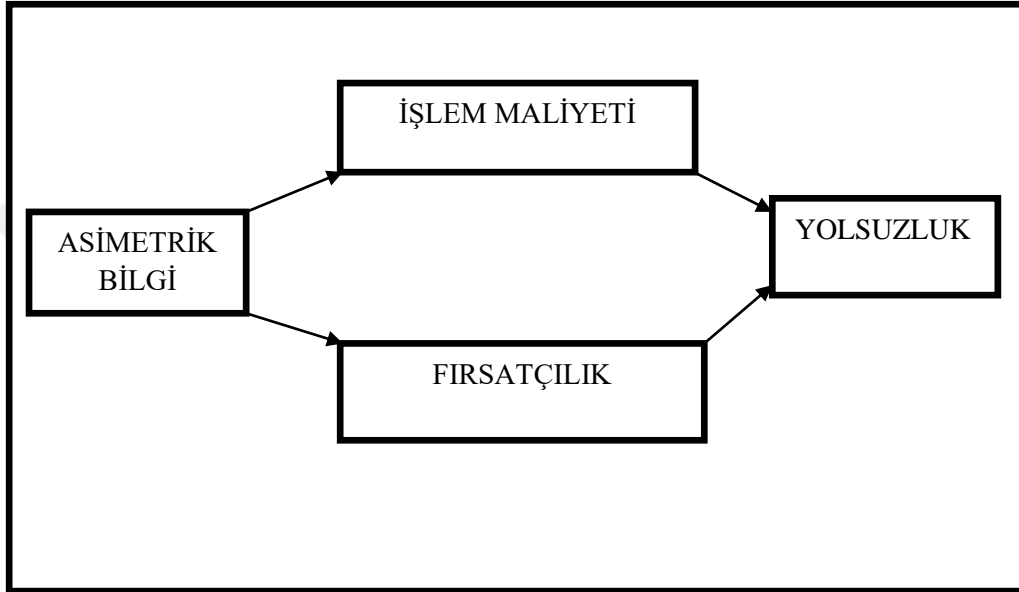 İŞLEM MALİYETİ
ASİMETRİK
BİLGİ
YOLSUZLUK
FIRSATÇILIK